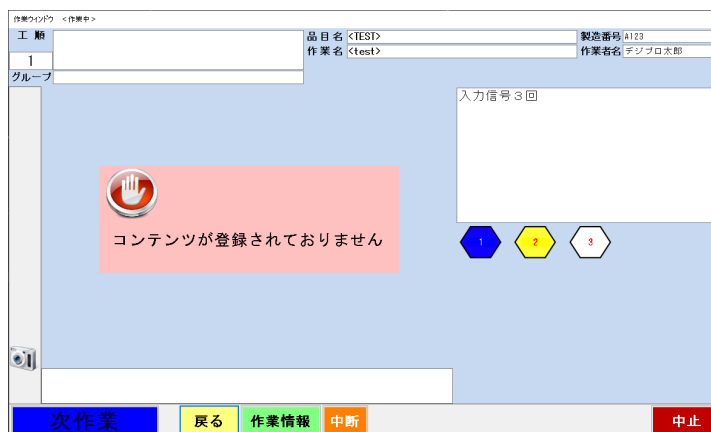 作業ウィンドウ <作業中>
工 順
品目名 <TEST>
製造番号 A123
1
作業名 <test>
作業者名 デジプロ太郎
グループ
入力信号3回
コンテンツが登録されておりません
1 2 3
次作業 戻る 作業情報 中断 中止